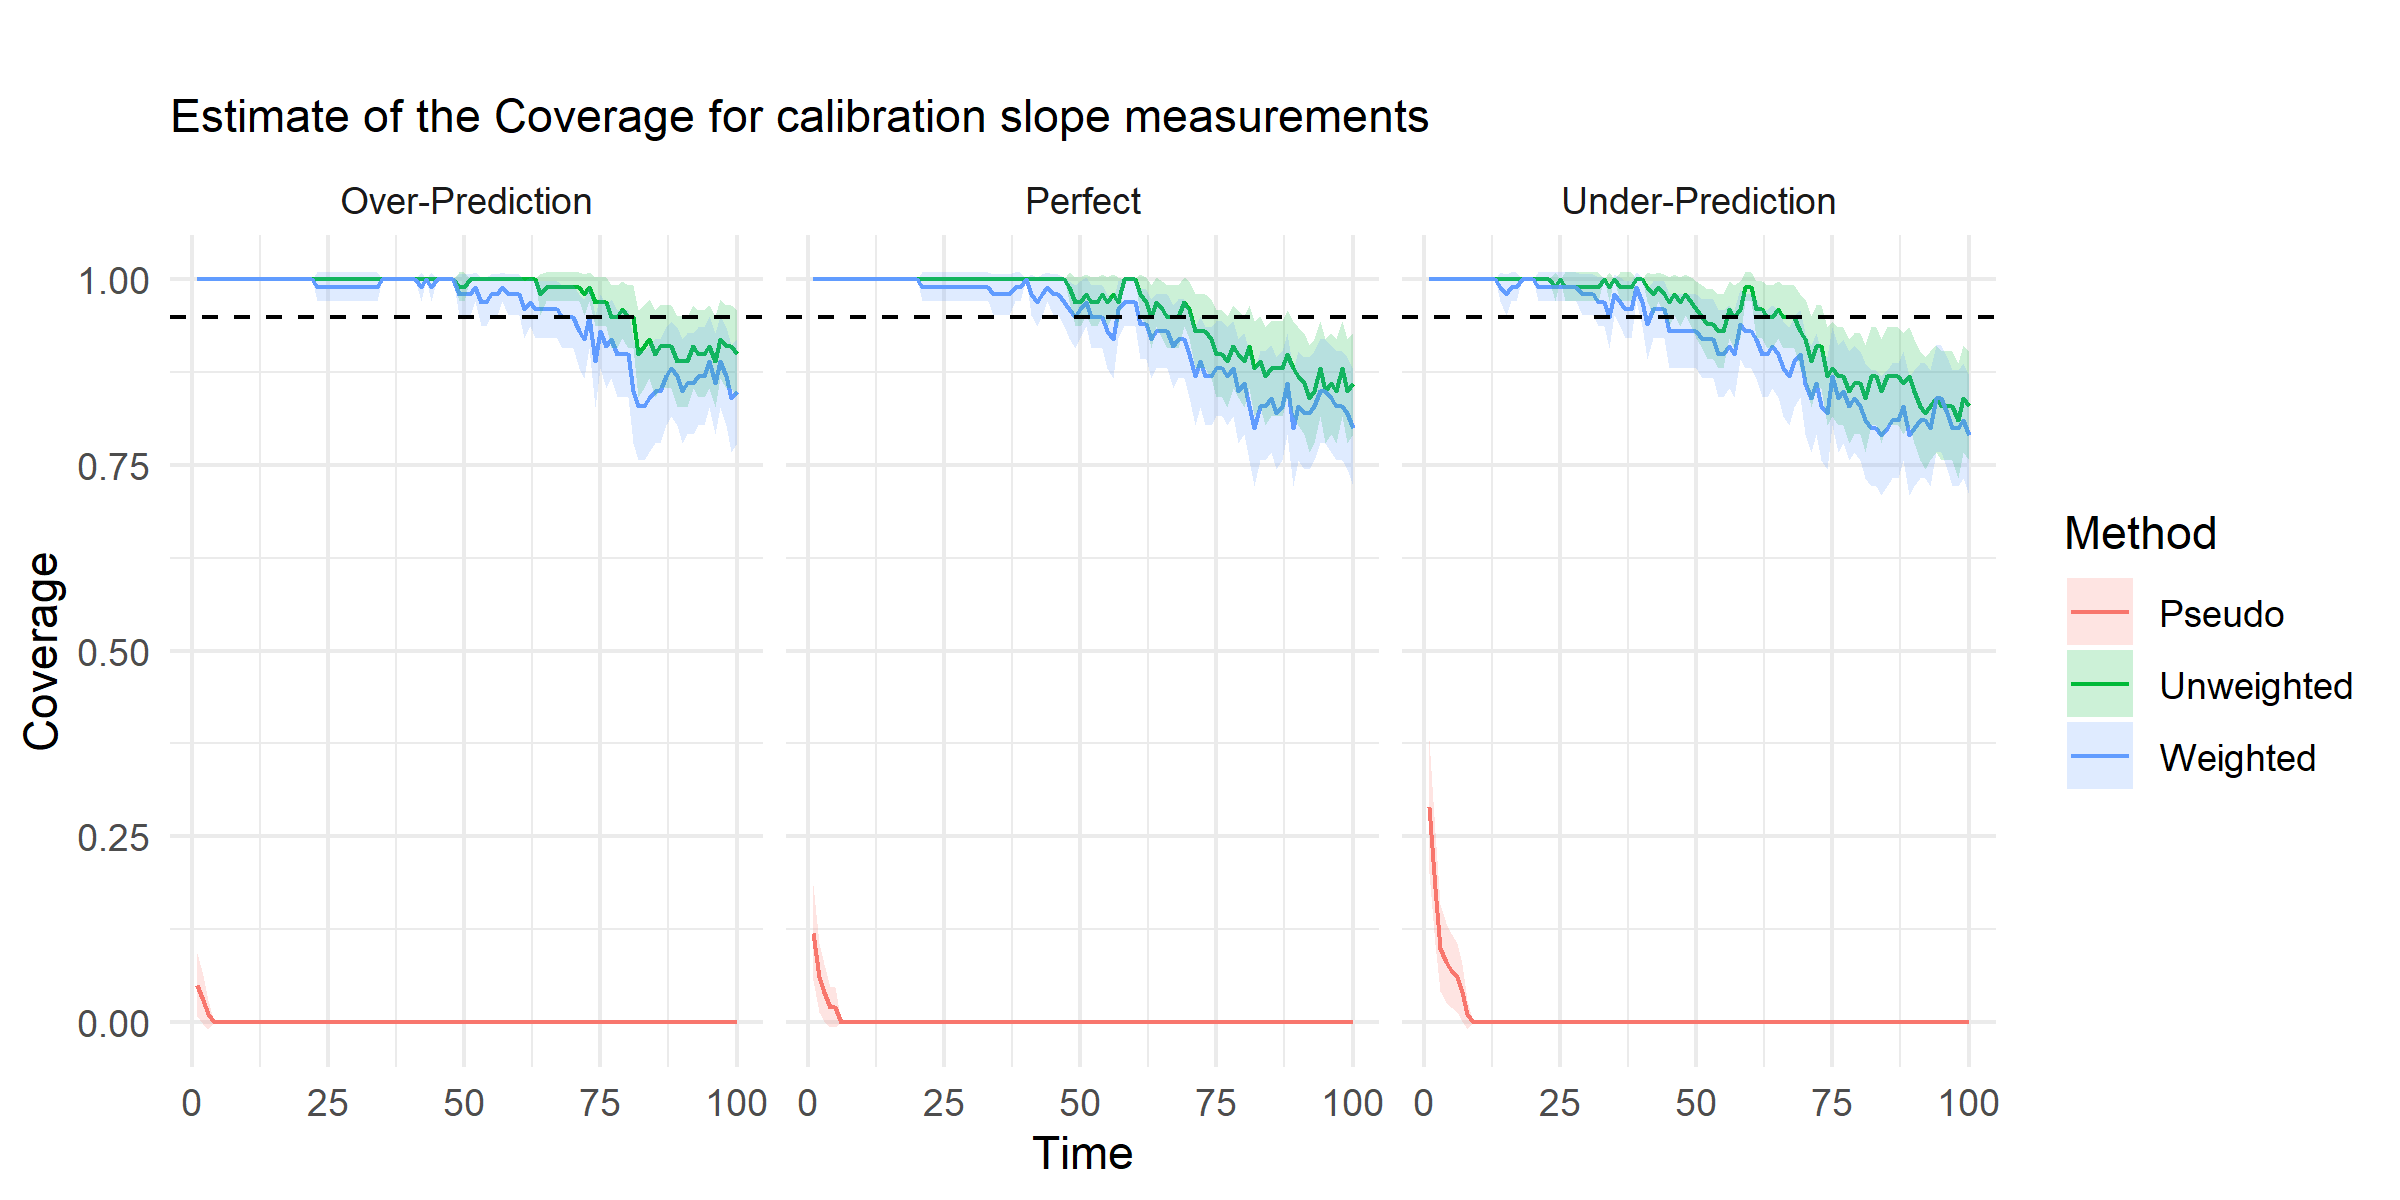 Estimate of the Coverage for calibration slope measurements
Over-Prediction
Perfect
Under-Prediction
Coverage
1.00
0.75
0.50
0.25
0.00
0 25 50 75 100
0 25 50 75 100
0 25 50 75 100
Time
Method
Pseudo
Unweighted
Weighted